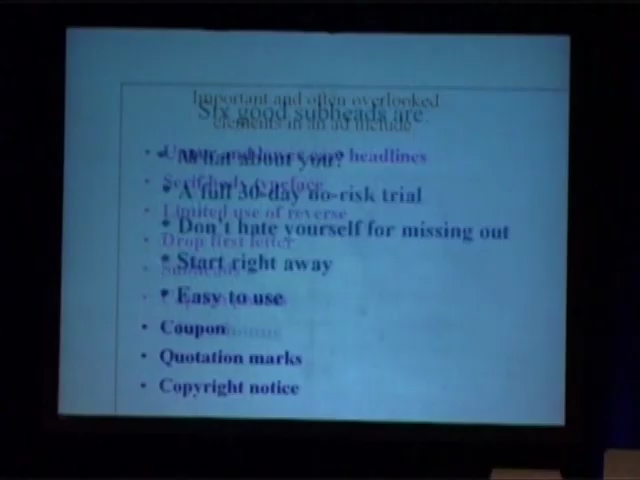 Important and often overlooked
elements in an ad include
Six good subheads are:
• Upper and lower case headlines
• What about you?
• Serif body typeface
• A full 30-day no-risk trial
• Limited use of reverse
• Don't hate yourself for missing out
• Drop first letter
• Start right away
• Subheads
• Easy to use
• Coupon
• Quotation marks
• Copyright notice